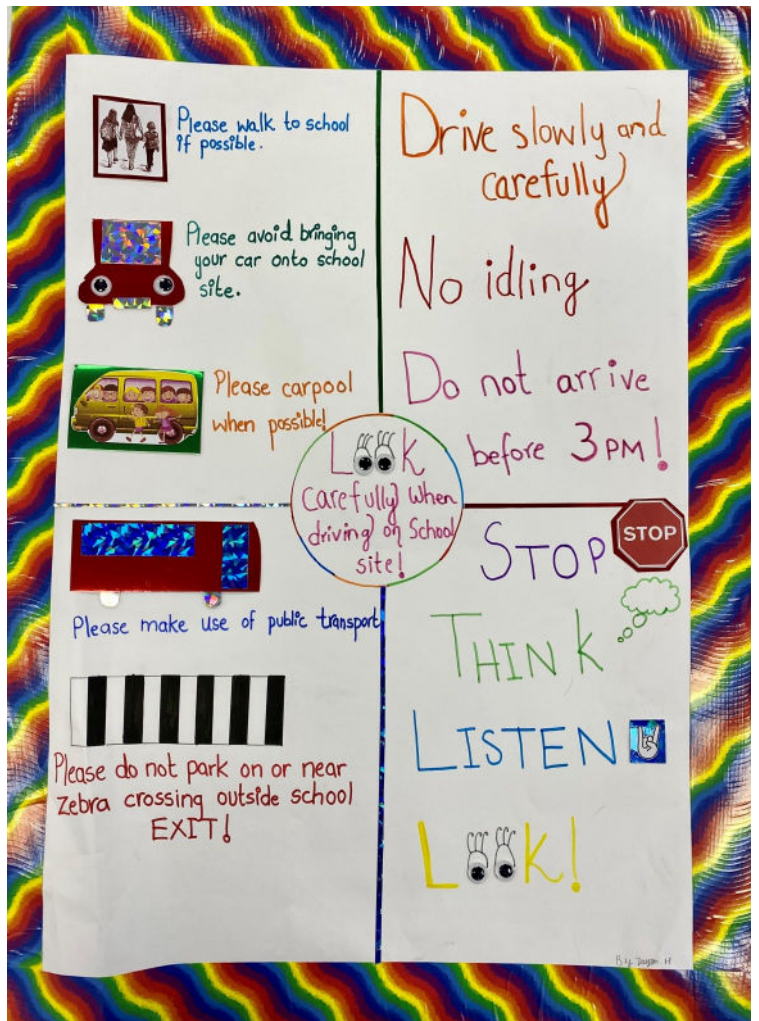 Please walk to school
if possible.
Please avoid bringing
your car onto school
site.
Please carpool
when possible!
Drive slowly and
carefully
No idling
Do not arrive
before 3PM!
LOOK
carefully when
driving on School
site!
Please make use of public transport
Please do not park on or near
zebra crossing outside school
EXIT!
STOP
STOP
THINK
LISTEN
LOOK!
By